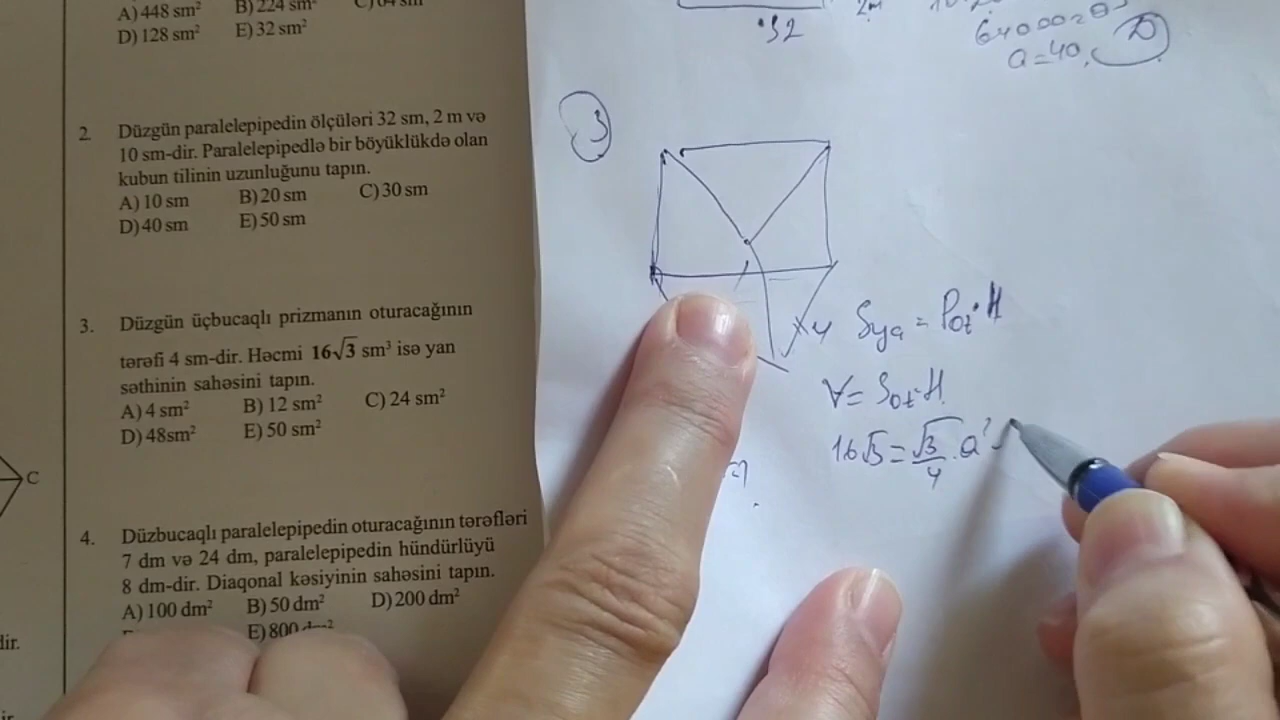 A) 448 sm² B) 224 sm²
D) 128 sm² E) 32 sm²
2. Düzgün paralelepipedin ölçüləri 32 sm, 2 m və
10 sm-dir. Paralelepipedlə bir böyüklükdə olan
kubun tilinin uzunluğunu tapın.
A) 10 sm B) 20 sm C) 30 sm
D) 40 sm E) 50 sm
3. Düzgün üçbucaqlı prizmanın oturacağının
tərəfi 4 sm-dir. Həcmi 16√3 sm³ isə yan
səthinin sahəsini tapın.
A) 4 sm² B) 12 sm² C) 24 sm²
D) 48sm² E) 50 sm²
4. Düzbucaqlı paralelepipedin oturacağının tərəfləri
7 dm və 24 dm, paralelepipedin hündürlüyü
8 dm-dir. Diaqonal kəsiyinin sahəsini tapın.
A) 100 dm² B) 50 dm² D) 200 dm²
E) 800 dm²
dir.
C
32
a=40 D
3
4
Sya = Pot · H
V = Sot · H
16√3 = √3/4 · a²